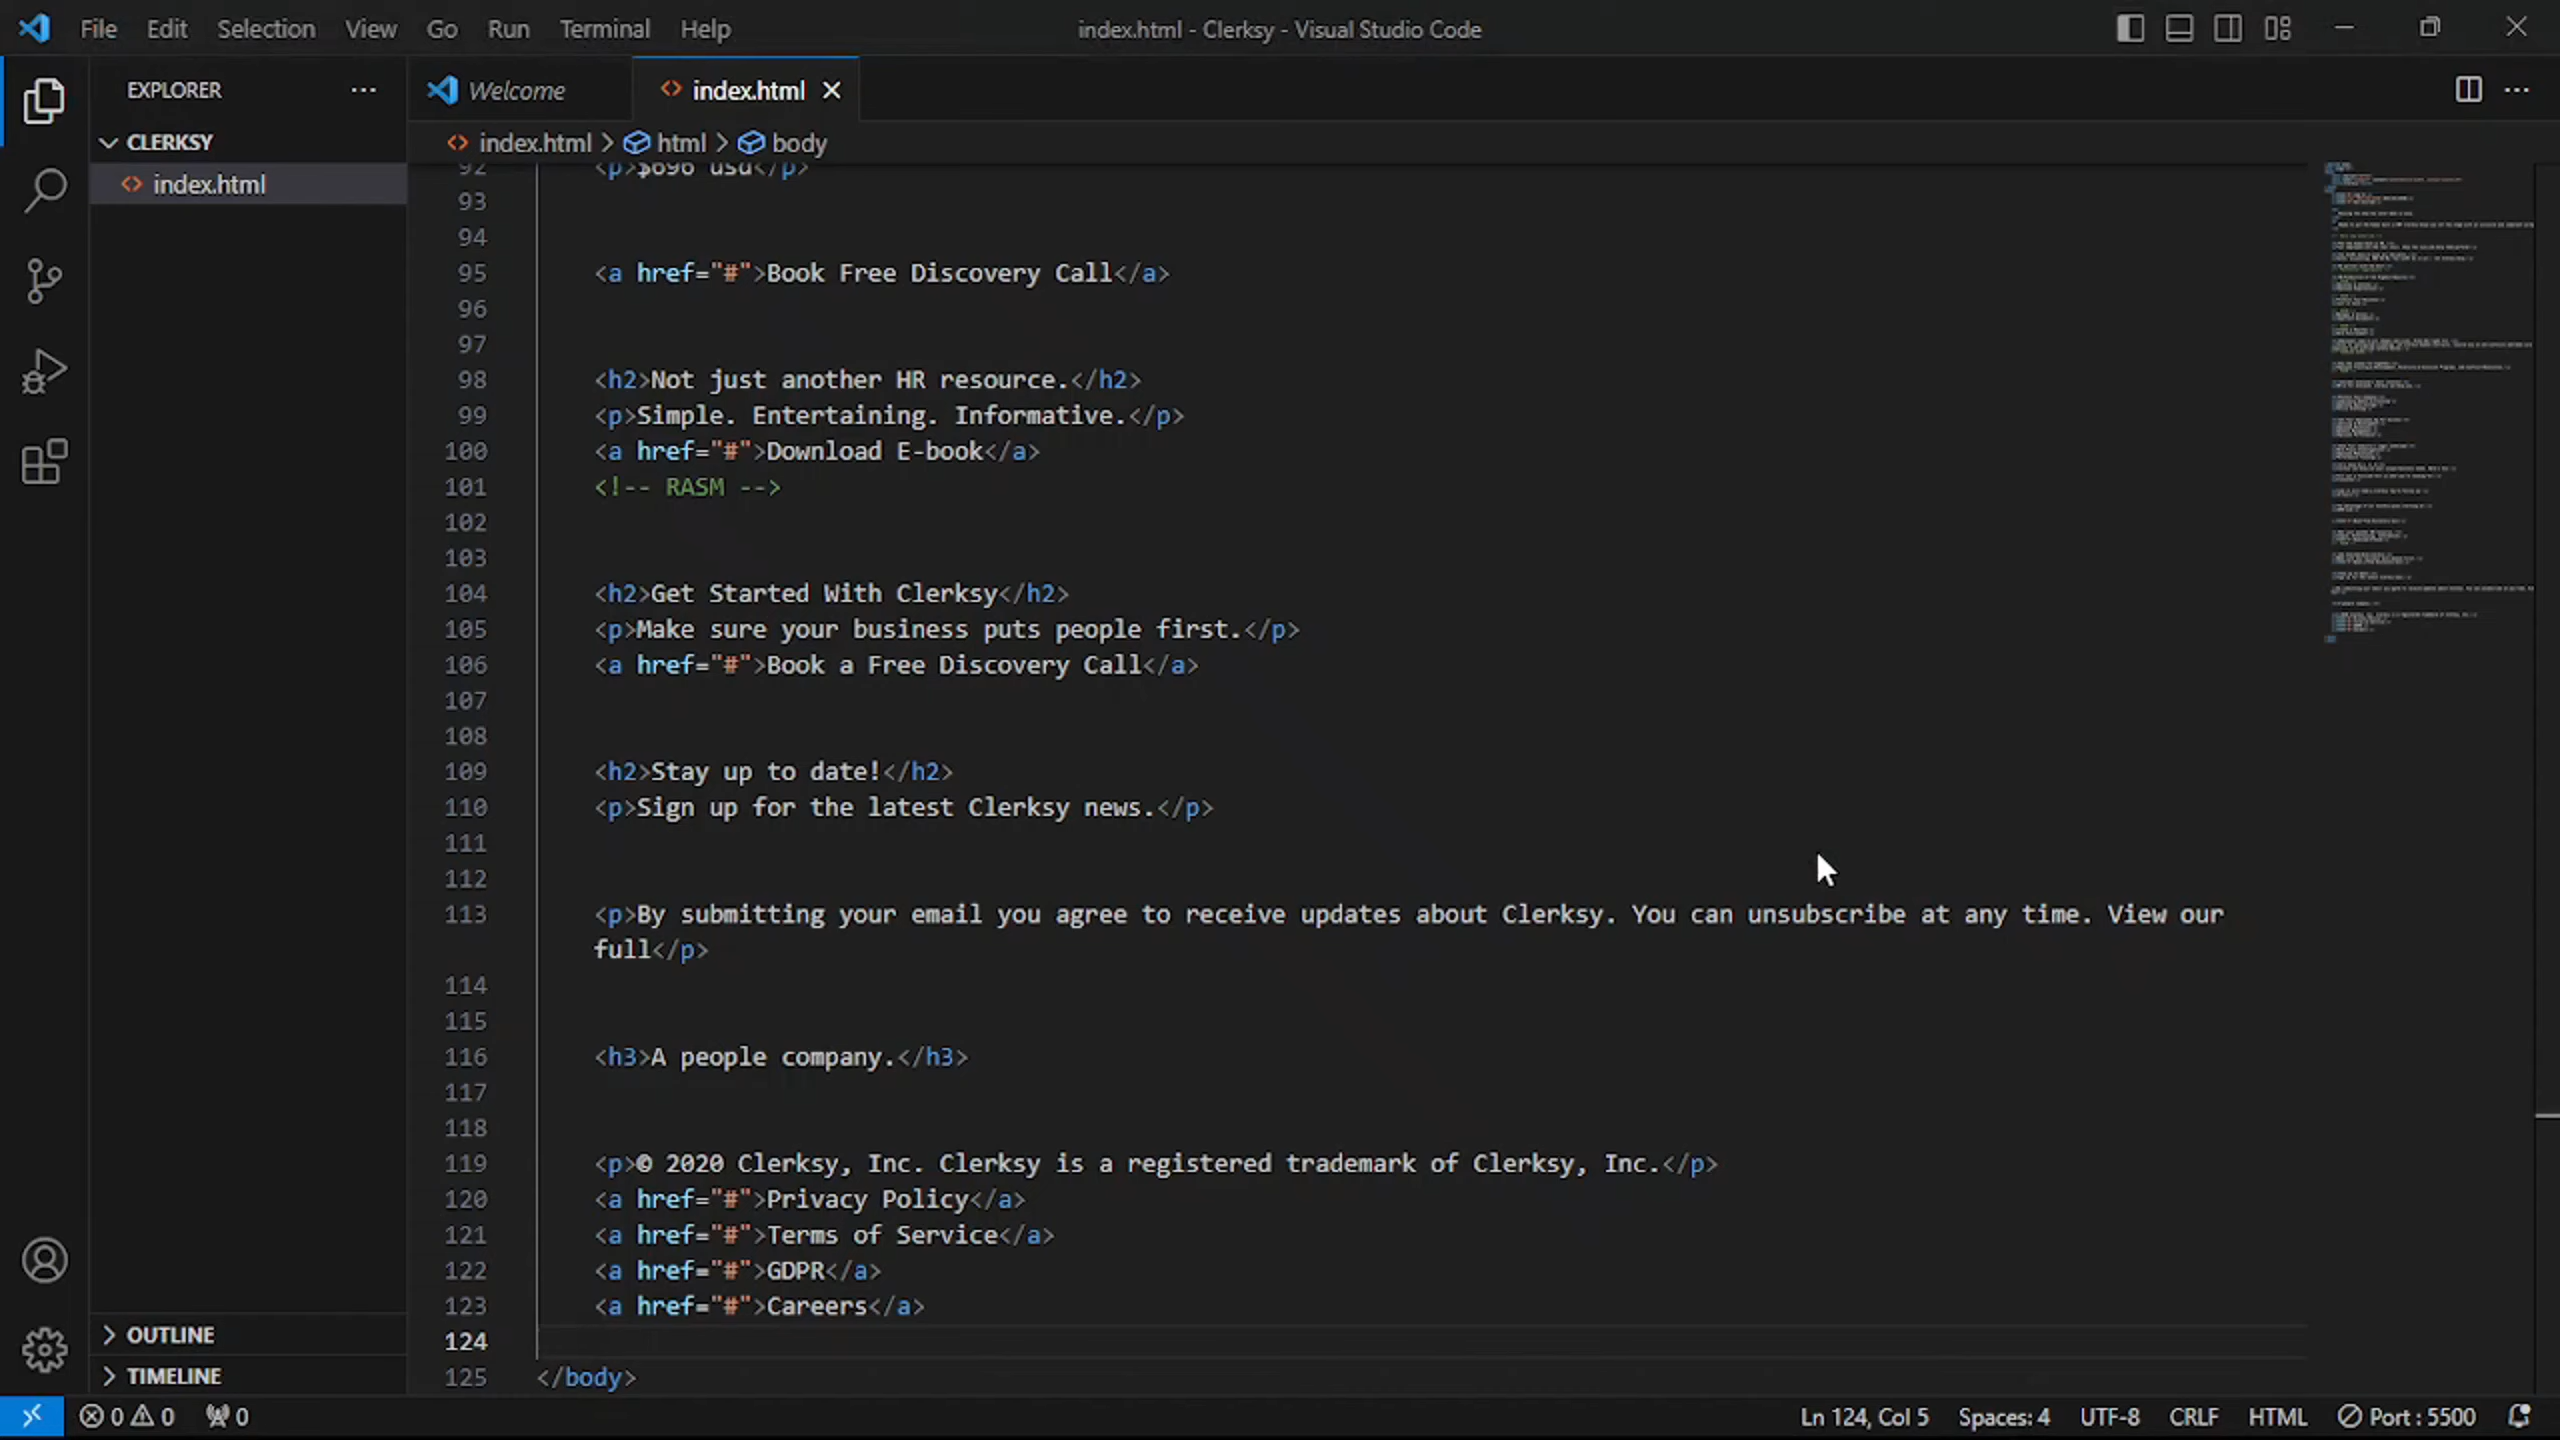 File Edit Selection View Go Run Terminal Help
index.html - Clerksy - Visual Studio Code
EXPLORER
CLERKSY
index.html
OUTLINE
TIMELINE
Welcome
index.html
index.html > html > body
92 <p>$696 usd</p>
93
94
95 <a href="#">Book Free Discovery Call</a>
96
97
98 <h2>Not just another HR resource.</h2>
99 <p>Simple. Entertaining. Informative.</p>
100 <a href="#">Download E-book</a>
101 <!-- RASM -->
102
103
104 <h2>Get Started With Clerksy</h2>
105 <p>Make sure your business puts people first.</p>
106 <a href="#">Book a Free Discovery Call</a>
107
108
109 <h2>Stay up to date!</h2>
110 <p>Sign up for the latest Clerksy news.</p>
111
112
113 <p>By submitting your email you agree to receive updates about Clerksy. You can unsubscribe at any time. View our
full</p>
114
115
116 <h3>A people company.</h3>
117
118
119 <p>© 2020 Clerksy, Inc. Clerksy is a registered trademark of Clerksy, Inc.</p>
120 <a href="#">Privacy Policy</a>
121 <a href="#">Terms of Service</a>
122 <a href="#">GDPR</a>
123 <a href="#">Careers</a>
124
125 </body>
0 0 0
Ln 124, Col 5 Spaces: 4 UTF-8 CRLF HTML Port : 5500